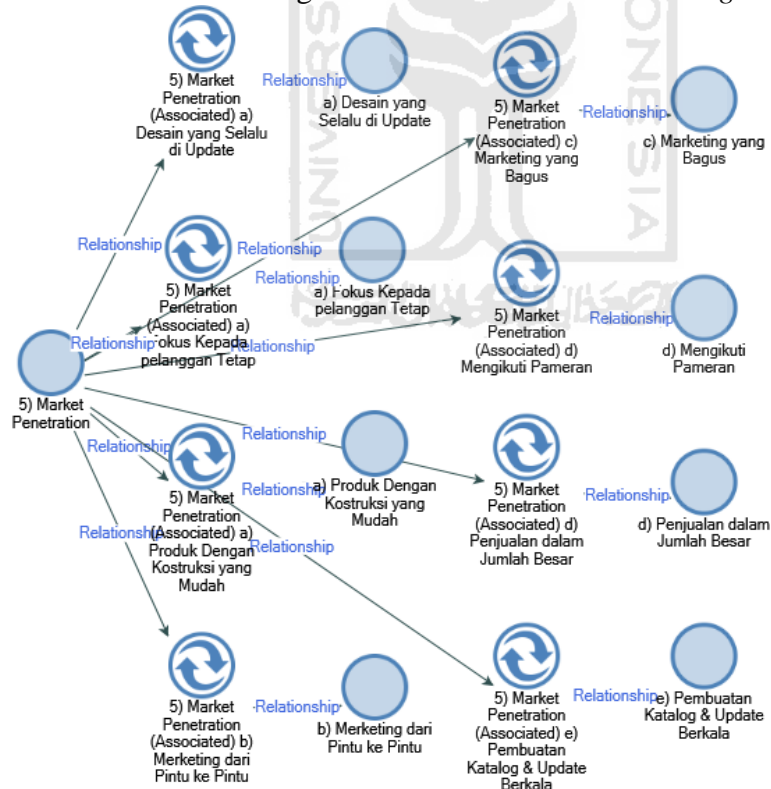 5) Market
Penetration
(Associated) a)
Desain yang Selalu
di Update
Relationship
a) Desain yang
Selalu di Update
5) Market
Penetration
(Associated) c)
Marketing yang
Bagus
Relationship
c) Marketing yang
Bagus
Relationship
5) Market
Penetration
(Associated) a)
Fokus Kepada
pelanggan Tetap
Relationship
Relationship
a) Fokus Kepada
pelanggan Tetap
5) Market
Penetration
(Associated) d)
Mengikuti Pameran
Relationship
d) Mengikuti
Pameran
Relationship
Relationship
5) Market
Penetration
Relationship
5) Market
Penetration
(Associated) a)
Produk Dengan
Kostruksi yang
Mudah
Relationship
Relationship
a) Produk Dengan
Kostruksi yang
Mudah
5) Market
Penetration
(Associated) d)
Penjualan dalam
Jumlah Besar
Relationship
d) Penjualan dalam
Jumlah Besar
Relationship
Relationship
5) Market
Penetration
(Associated) b)
Merketing dari
Pintu ke Pintu
Relationship
b) Merketing dari
Pintu ke Pintu
5) Market
Penetration
(Associated) e)
Pembuatan
Katalog & Update
Berkala
Relationship
e) Pembuatan
Katalog & Update
Berkala
UNIVERS
ONESIA